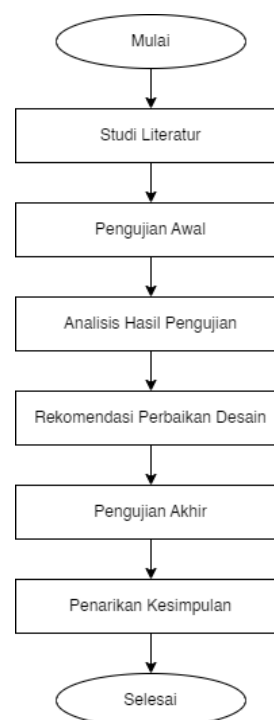 Mulai
Studi Literatur
Pengujian Awal
Analisis Hasil Pengujian
Rekomendasi Perbaikan Desain
Pengujian Akhir
Penarikan Kesimpulan
Selesai